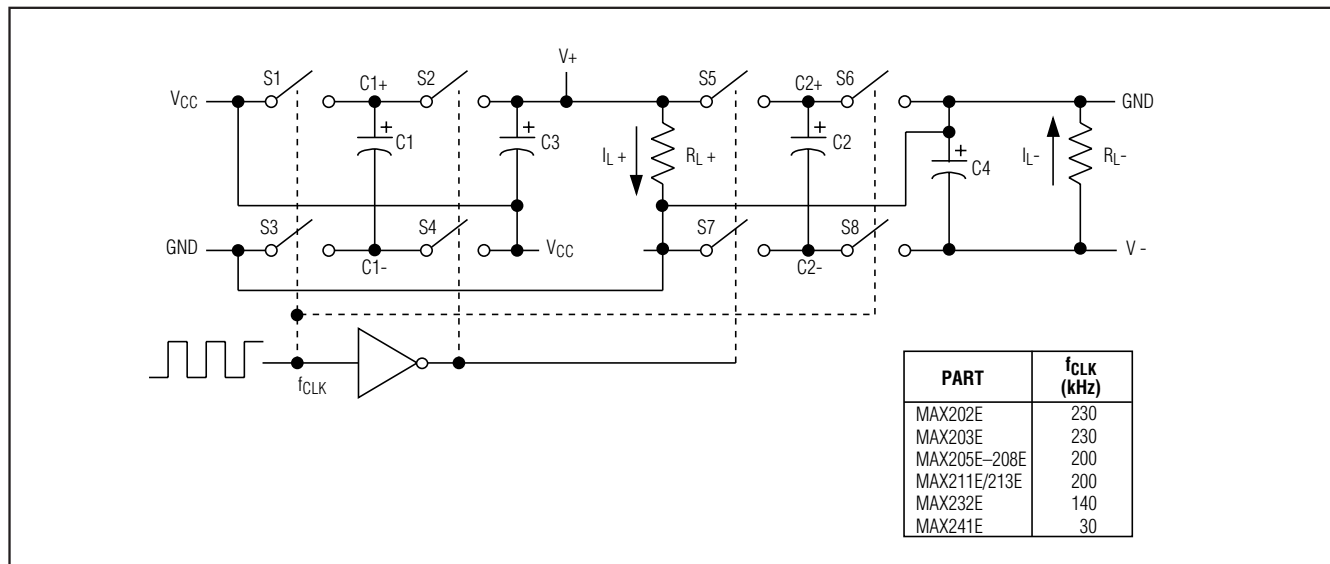 V+
S1 C1+ S2 S5 C2+ S6
VCC GND
+ + + +
C1 C3 IL + RL + C2 C4 IL- RL-
S3 S4 S7 S8
GND C1- VCC C2- V -
fCLK
PART fCLK (kHz)
MAX202E 230
MAX203E 230
MAX205E–208E 200
MAX211E/213E 200
MAX232E 140
MAX241E 30